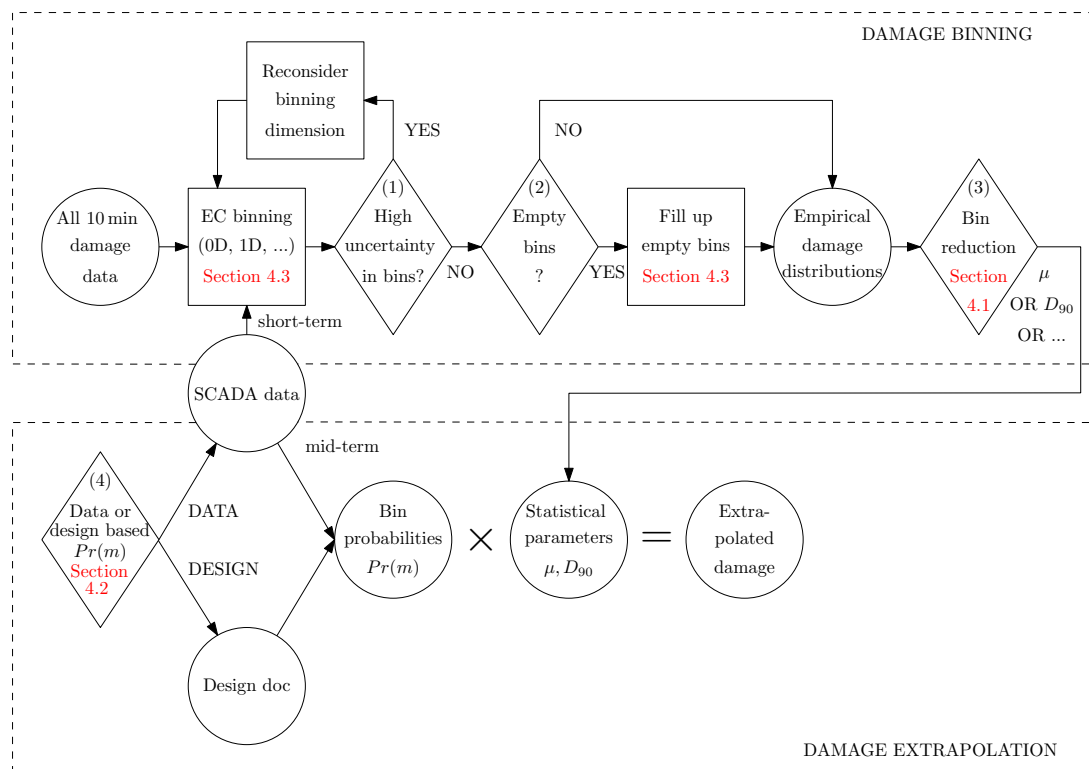 DAMAGE BINNING
Reconsider
binning
dimension
YES
NO
All 10 min
damage
data
EC binning
(0D, 1D, ...)
Section 4.3
(1)
High
uncertainty
in bins?
NO
(2)
Empty
bins
?
YES
Fill up
empty bins
Section 4.3
Empirical
damage
distributions
(3)
Bin
reduction
Section
4.1
μ
OR D₉₀
OR ...
short-term
SCADA data
mid-term
(4)
Data or
design based
Pr(m)
Section
4.2
DATA
DESIGN
Bin
probabilities
Pr(m)
×
Statistical
parameters
μ, D₉₀
=
Extra-
polated
damage
Design doc
DAMAGE EXTRAPOLATION